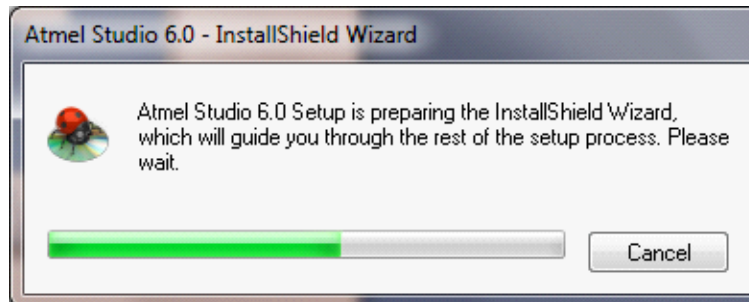 Atmel Studio 6.0 - InstallShield Wizard
Atmel Studio 6.0 Setup is preparing the InstallShield Wizard,
which will guide you through the rest of the setup process. Please
wait.
Cancel